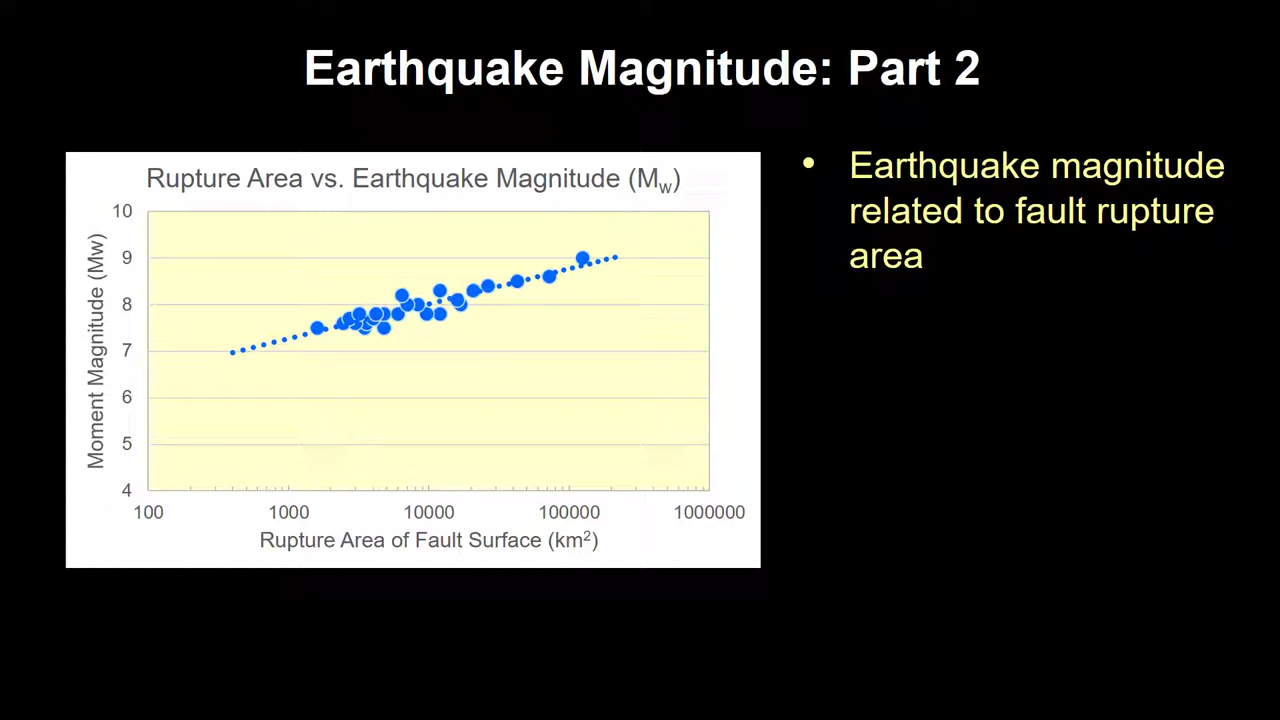 Earthquake Magnitude: Part 2
Rupture Area vs. Earthquake Magnitude (Mw)
10
9
8
7
6
5
4
Moment Magnitude (Mw)
100 1000 10000 100000 1000000
Rupture Area of Fault Surface (km²)
• Earthquake magnitude
related to fault rupture
area